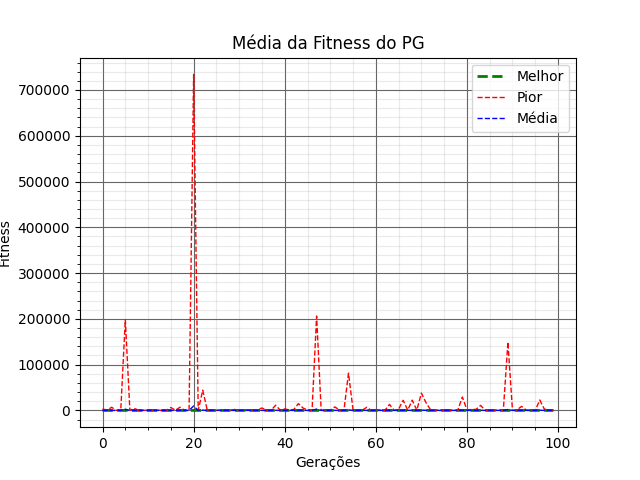 Média da Fitness do PG
Melhor
Pior
Média
700000
600000
500000
400000
300000
200000
100000
0
Fitness
0 20 40 60 80 100
Gerações